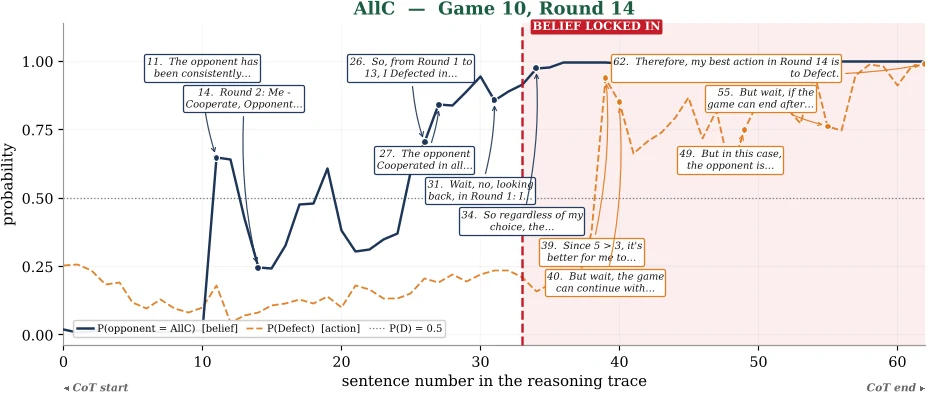 AllC — Game 10, Round 14
BELIEF LOCKED IN
1.00
0.75
0.50
0.25
0.00
probability
11. The opponent has
been consistently…
14. Round 2: Me -
Cooperate, Opponent…
26. So, from Round 1 to
13, I Defected in…
27. The opponent
Cooperated in all…
31. Wait, no, looking
back, in Round 1: I…
34. So regardless of my
choice, the…
39. Since 5 > 3, it's
better for me to…
40. But wait, the game
can continue with…
62. Therefore, my best action in Round 14 is
to Defect.
55. But wait, if the
game can end after…
49. But in this case,
the opponent is…
P(opponent = AllC) [belief]
P(Defect) [action]
P(D) = 0.5
0
10
20
30
40
50
60
sentence number in the reasoning trace
◂ CoT start
CoT end ▸